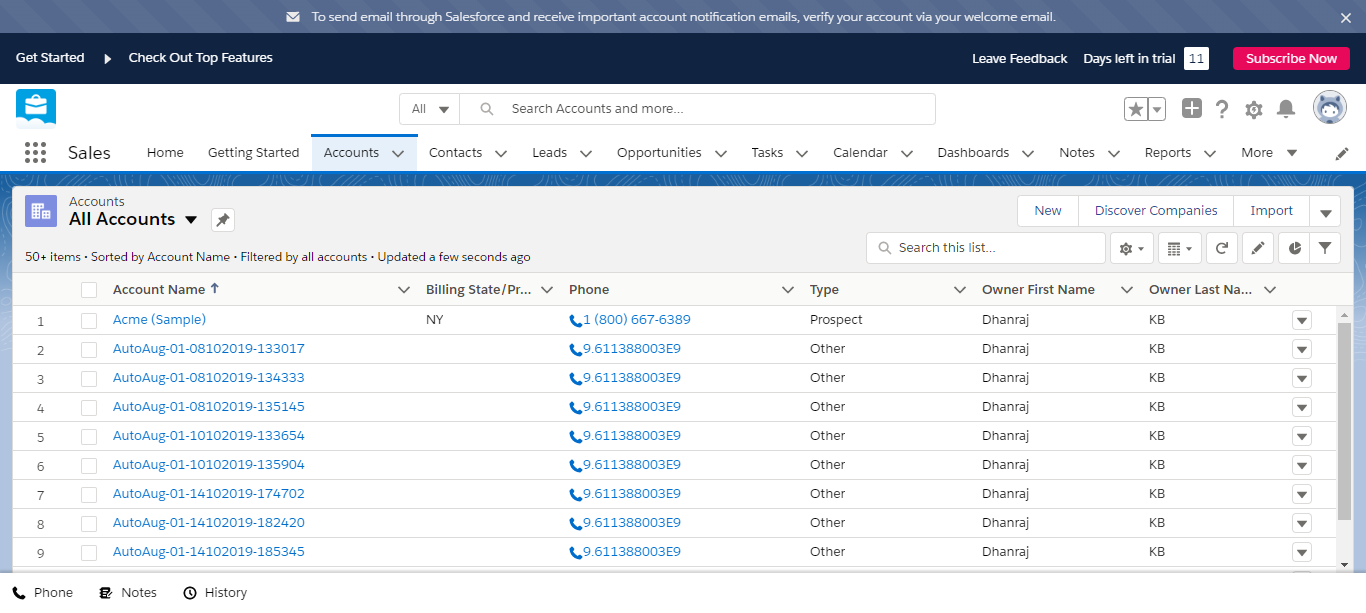 To send email through Salesforce and receive important account notification emails, verify your account via your welcome email.
Get Started Check Out Top Features Leave Feedback Days left in trial 11 Subscribe Now
All Search Accounts and more...
Sales Home Getting Started Accounts Contacts Leads Opportunities Tasks Calendar Dashboards Notes Reports More
Accounts
All Accounts New Discover Companies Import
50+ items • Sorted by Account Name • Filtered by all accounts • Updated a few seconds ago Search this list...
Account Name Billing State/Pr... Phone Type Owner First Name Owner Last Na...
1 Acme (Sample) NY 1 (800) 667-6389 Prospect Dhanraj KB
2 AutoAug-01-08102019-133017 9.611388003E9 Other Dhanraj KB
3 AutoAug-01-08102019-134333 9.611388003E9 Other Dhanraj KB
4 AutoAug-01-08102019-135145 9.611388003E9 Other Dhanraj KB
5 AutoAug-01-10102019-133654 9.611388003E9 Other Dhanraj KB
6 AutoAug-01-10102019-135904 9.611388003E9 Other Dhanraj KB
7 AutoAug-01-14102019-174702 9.611388003E9 Other Dhanraj KB
8 AutoAug-01-14102019-182420 9.611388003E9 Other Dhanraj KB
9 AutoAug-01-14102019-185345 9.611388003E9 Other Dhanraj KB
Phone Notes History